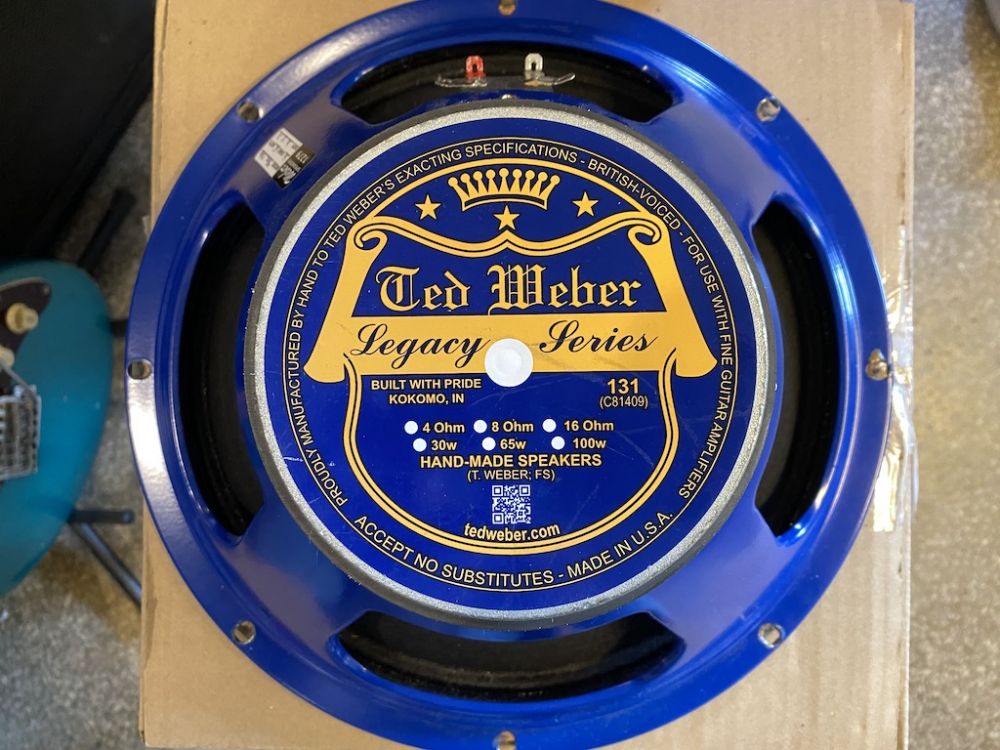 PROUDLY MANUFACTURED BY HAND TO TED WEBER'S EXACTING SPECIFICATIONS - BRITISH-VOICED - FOR USE WITH FINE GUITAR AMPLIFIERS
Ted Weber
Legacy Series
BUILT WITH PRIDE
KOKOMO, IN
131
(C81409)
4 Ohm 8 Ohm 16 Ohm
30w 65w 100w
HAND-MADE SPEAKERS
(T. WEBER; FS)
tedweber.com
ACCEPT NO SUBSTITUTES - MADE IN U.S.A.